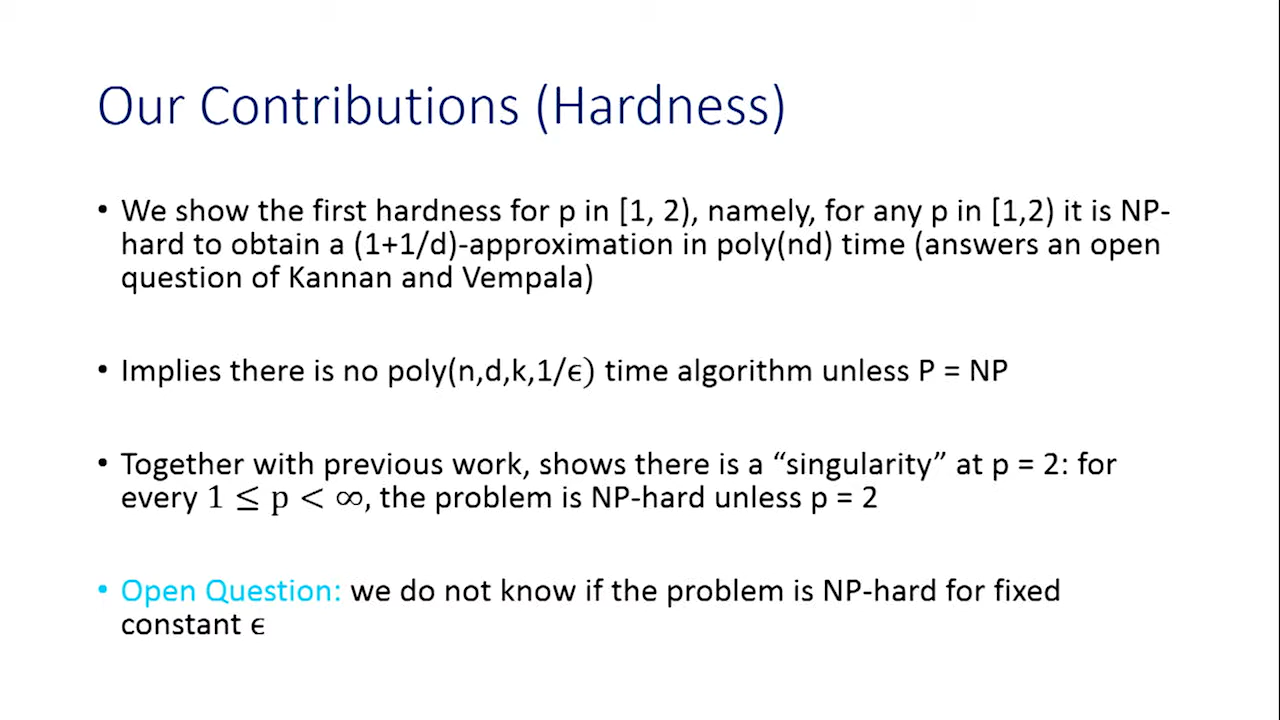 Our Contributions (Hardness)
• We show the first hardness for p in [1, 2), namely, for any p in [1,2) it is NP-
hard to obtain a (1+1/d)-approximation in poly(nd) time (answers an open
question of Kannan and Vempala)
• Implies there is no poly(n,d,k,1/ϵ) time algorithm unless P = NP
• Together with previous work, shows there is a “singularity” at p = 2: for
every 1 ≤ p < ∞, the problem is NP-hard unless p = 2
• Open Question: we do not know if the problem is NP-hard for fixed
constant ϵ